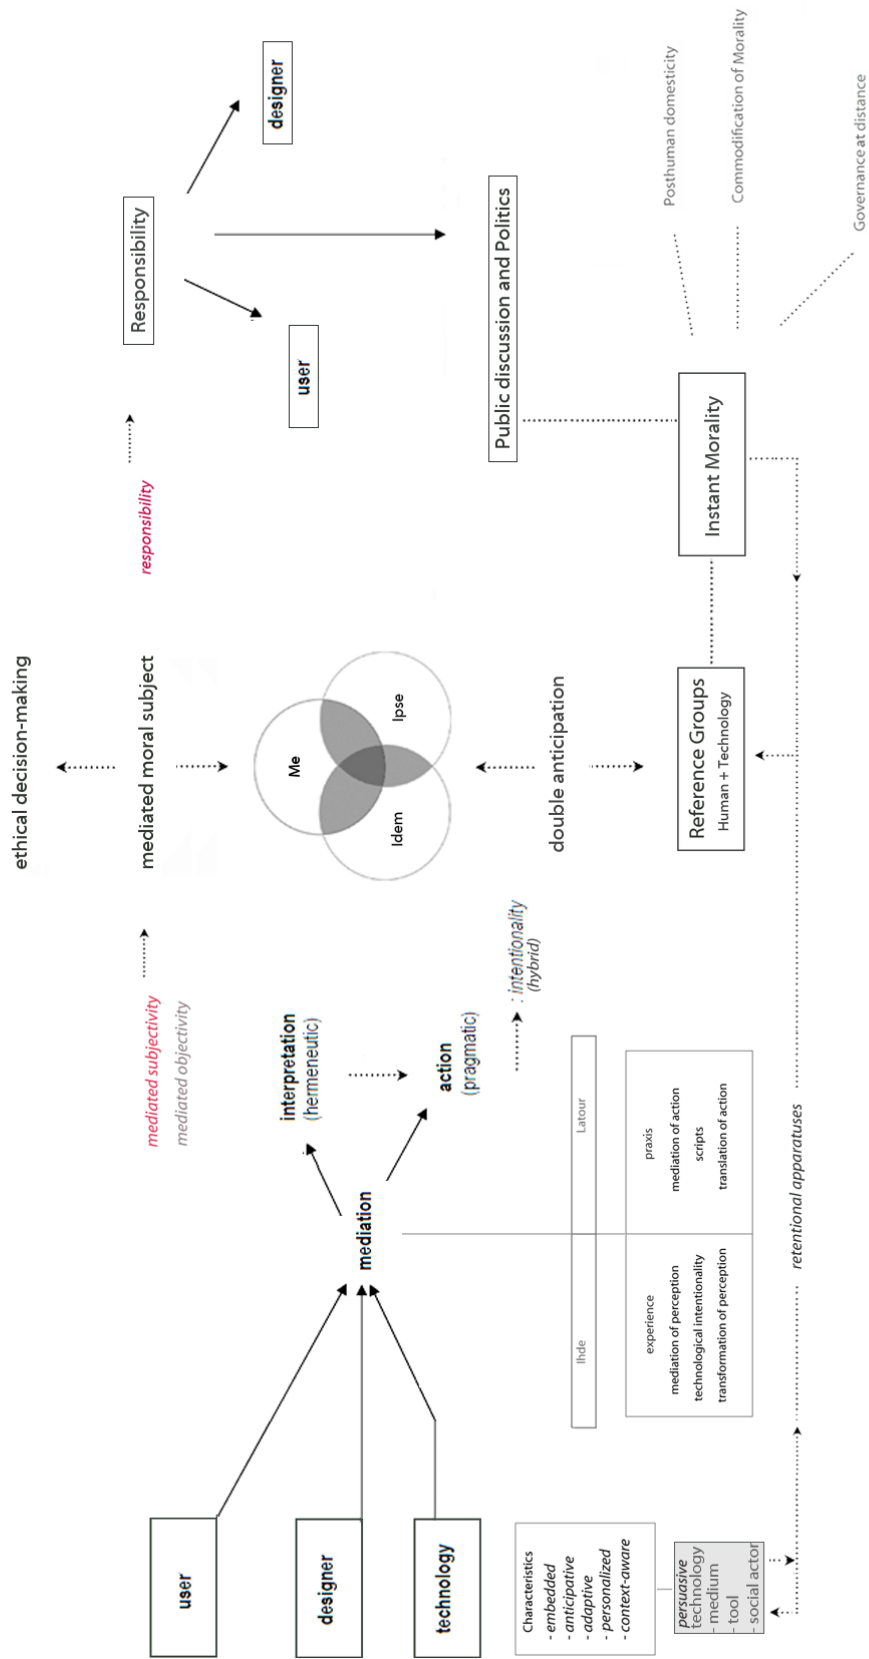 user
designer
technology
Characteristics
- embedded
- anticipative
- adaptive
- personalized
- context-aware
persuasive
technology
- medium
- tool
- social actor
mediation
interpretation
(hermeneutic)
action
(pragmatic)
: intentionality
(hybrid)
Ihde
Latour
experience
mediation of perception
technological intentionality
transformation of perception
praxis
mediation of action
scripts
translation of action
retentional apparatuses
mediated subjectivity
mediated objectivity
ethical decision-making
mediated moral subject
Me
Idem
Ipse
double anticipation
Reference Groups
Human + Technology
responsibility
Responsibility
user
designer
Public discussion and Politics
Instant Morality
Posthuman domesticity
Commodification of Morality
Governance at distance